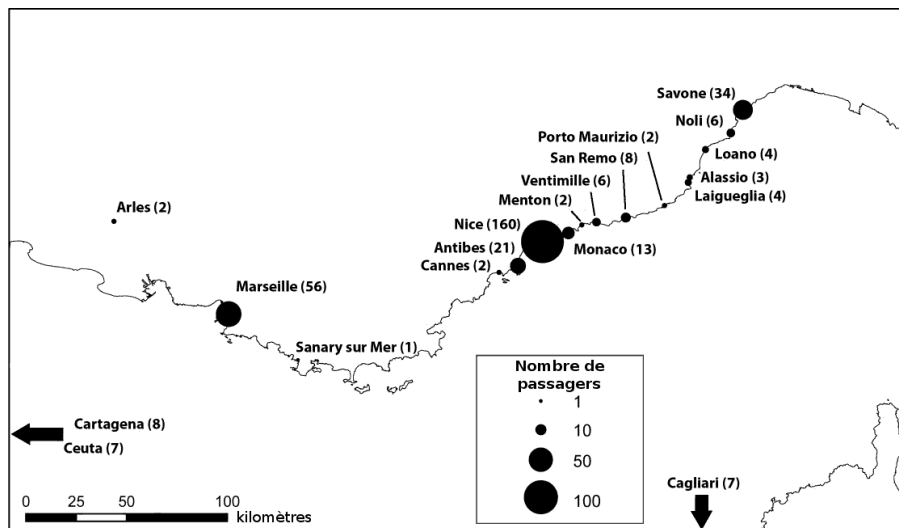 Savone (34)
Noli (6)
Porto Maurizio (2)
Loano (4)
San Remo (8)
Alassio (3)
Ventimille (6)
Laigueglia (4)
Menton (2)
Arles (2)
Nice (160)
Antibes (21)
Monaco (13)
Cannes (2)
Marseille (56)
Sanary sur Mer (1)
Nombre de
passagers
1
10
50
100
Cartagena (8)
Ceuta (7)
Cagliari (7)
0 25 50 100
kilomètres